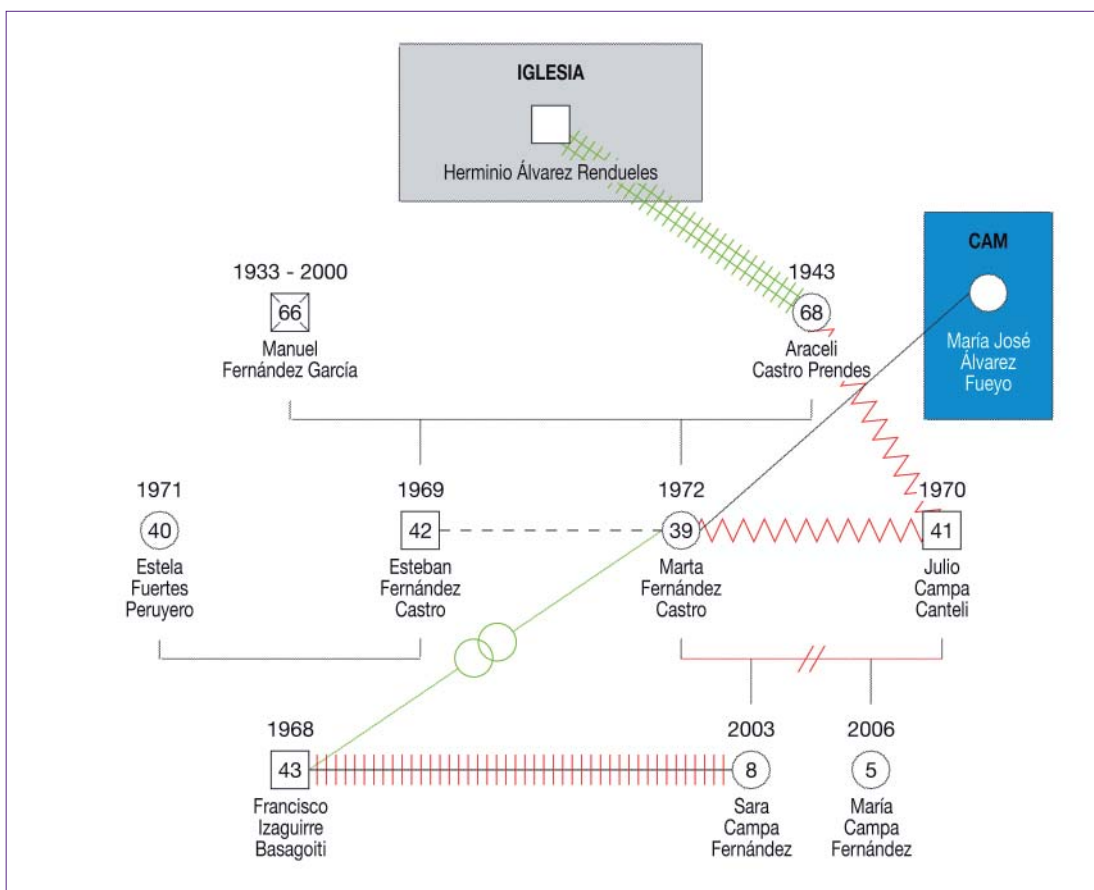 IGLESIA
Herminio Álvarez Rendueles
CAM
María José
Álvarez
Fueyo
1933 - 2000
66
Manuel
Fernández García
1943
68
Araceli
Castro Prendes
1971
40
Estela
Fuertes
Peruyero
1969
42
Esteban
Fernández
Castro
1972
39
Marta
Fernández
Castro
1970
41
Julio
Campa
Canteli
1968
43
Francisco
Izaguirre
Basagoiti
2003
8
Sara
Campa
Fernández
2006
5
María
Campa
Fernández